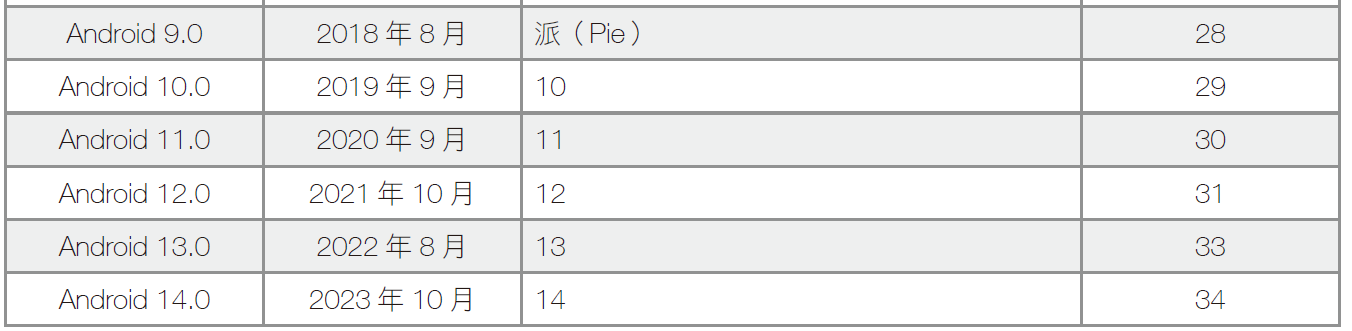 Android 9.0 2018 年 8 月 派（Pie） 28
Android 10.0 2019 年 9 月 10 29
Android 11.0 2020 年 9 月 11 30
Android 12.0 2021 年 10 月 12 31
Android 13.0 2022 年 8 月 13 33
Android 14.0 2023 年 10 月 14 34